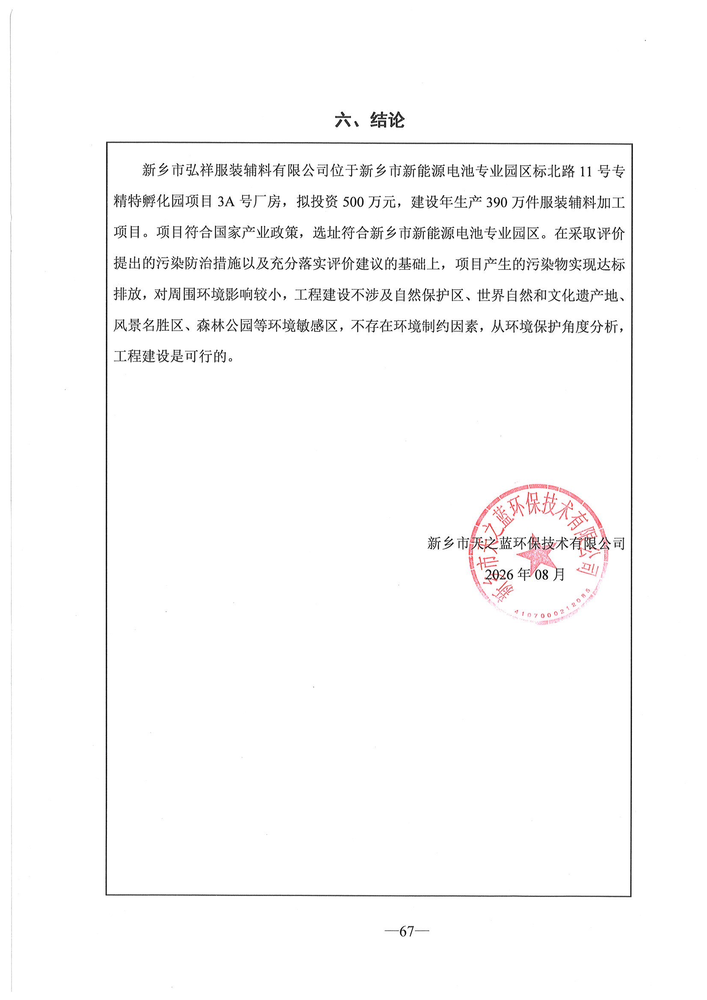 六、结论
新乡市弘祥服装辅料有限公司位于新乡市新能源电池专业园区标北路 11 号专
精特孵化园项目 3A 号厂房，拟投资 500 万元，建设年生产 390 万件服装辅料加工
项目。项目符合国家产业政策，选址符合新乡市新能源电池专业园区。在采取评价
提出的污染防治措施以及充分落实评价建议的基础上，项目产生的污染物实现达标
排放，对周围环境影响较小，工程建设不涉及自然保护区、世界自然和文化遗产地、
风景名胜区、森林公园等环境敏感区，不存在环境制约因素，从环境保护角度分析，
工程建设是可行的。
新乡市天之蓝环保技术有限公司
2026 年 08 月
新乡市天之蓝环保技术有限公司
4107000212085
—67—